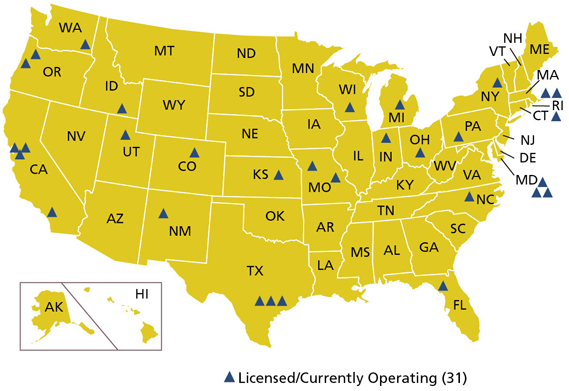 WA
MT
ND
MN
VT
NH
ME
OR
ID
SD
WI
NY
MA
WY
MI
RI
CT
NV
UT
NE
IA
PA
NJ
CA
CO
IL
IN
OH
WV
DE
KS
MO
KY
VA
MD
AZ
NM
OK
AR
TN
NC
SC
TX
LA
MS
AL
GA
FL
AK
HI
Licensed/Currently Operating (31)